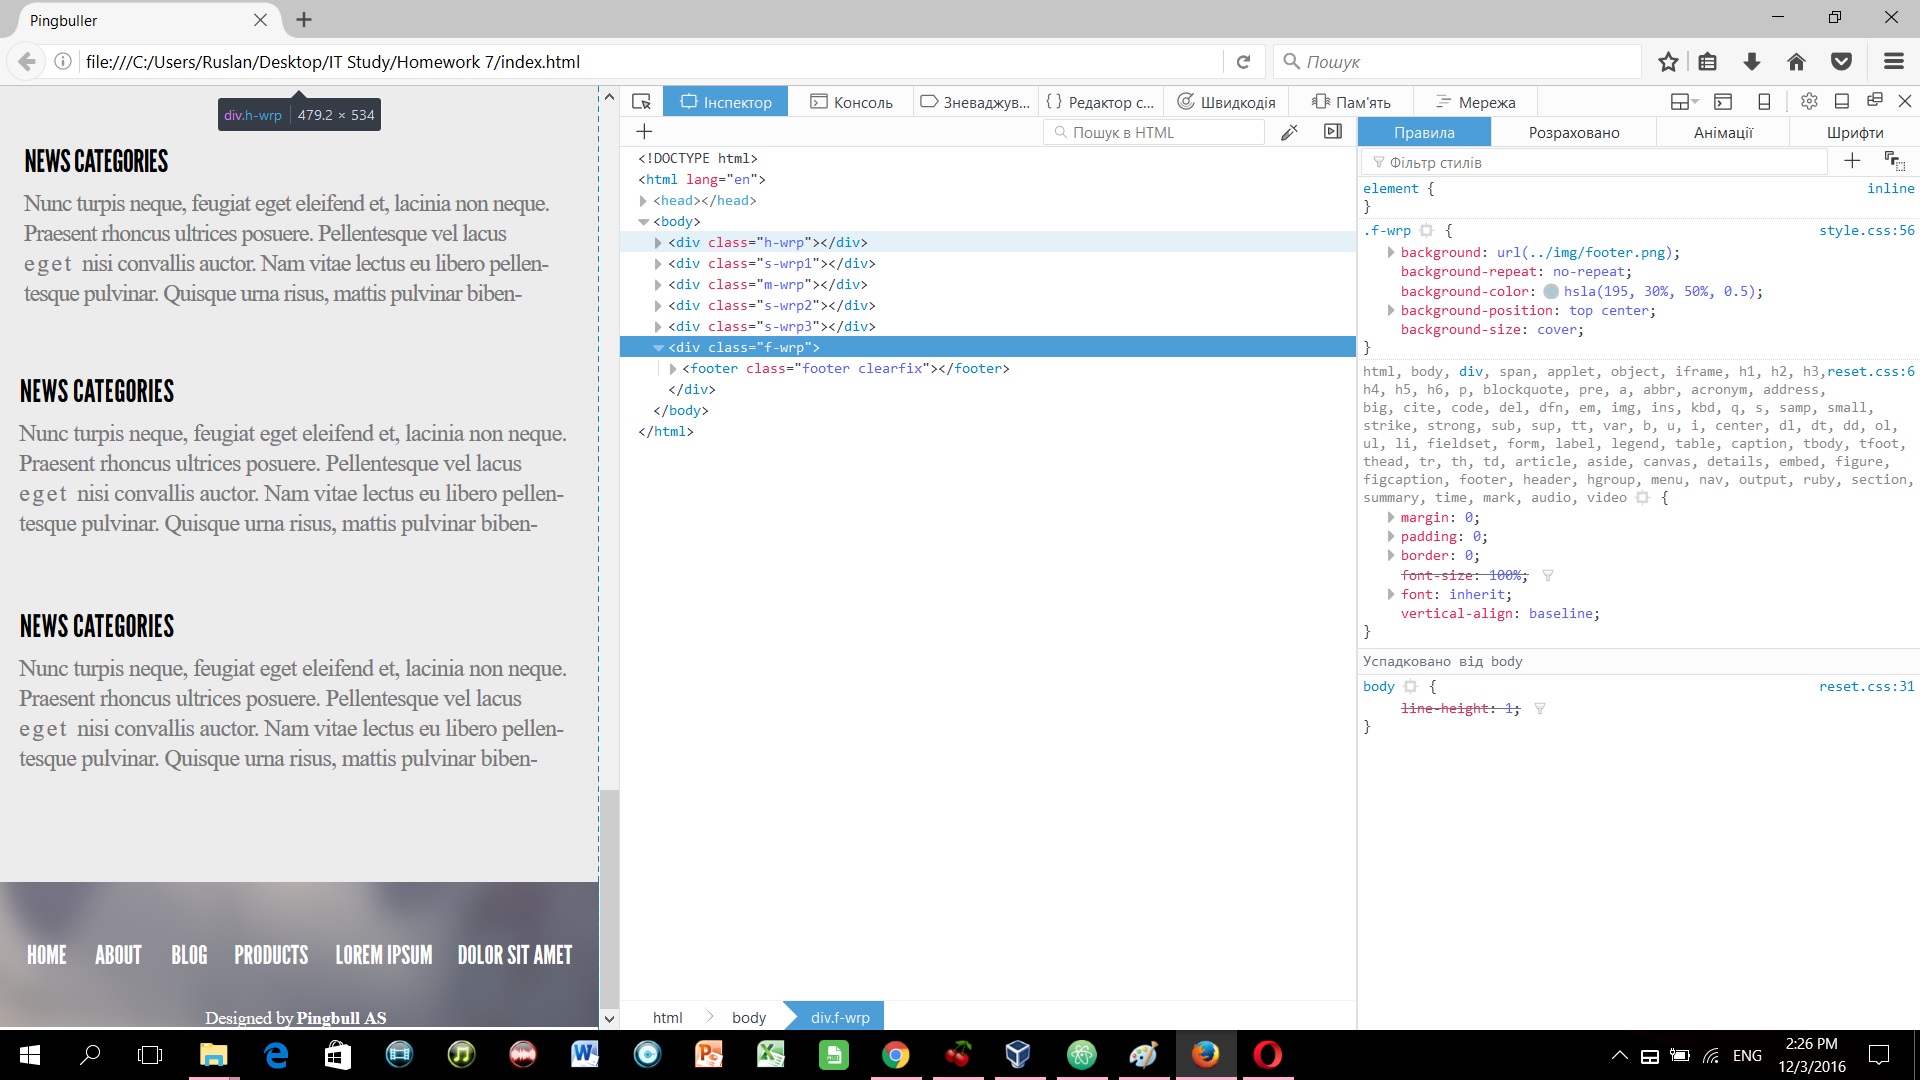 Pingbuller
file:///C:/Users/Ruslan/Desktop/IT Study/Homework 7/index.html
Пошук
div.h-wrp 479.2 × 534
NEWS CATEGORIES
Nunc turpis neque, feugiat eget eleifend et, lacinia non neque.
Praesent rhoncus ultrices posuere. Pellentesque vel lacus
eget nisi convallis auctor. Nam vitae lectus eu libero pellen-
tesque pulvinar. Quisque urna risus, mattis pulvinar biben-
NEWS CATEGORIES
Nunc turpis neque, feugiat eget eleifend et, lacinia non neque.
Praesent rhoncus ultrices posuere. Pellentesque vel lacus
eget nisi convallis auctor. Nam vitae lectus eu libero pellen-
tesque pulvinar. Quisque urna risus, mattis pulvinar biben-
NEWS CATEGORIES
Nunc turpis neque, feugiat eget eleifend et, lacinia non neque.
Praesent rhoncus ultrices posuere. Pellentesque vel lacus
eget nisi convallis auctor. Nam vitae lectus eu libero pellen-
tesque pulvinar. Quisque urna risus, mattis pulvinar biben-
HOME ABOUT BLOG PRODUCTS LOREM IPSUM DOLOR SIT AMET
Designed by Pingbull AS
Інспектор Консоль Зневаджув... Редактор с... Швидкодія Пам'ять Мережа
Пошук в HTML
<!DOCTYPE html>
<html lang="en">
<head></head>
<body>
<div class="h-wrp"></div>
<div class="s-wrp1"></div>
<div class="m-wrp"></div>
<div class="s-wrp2"></div>
<div class="s-wrp3"></div>
<div class="f-wrp">
<footer class="footer clearfix"></footer>
</div>
</body>
</html>
html body div.f-wrp
Правила Розраховано Анімації Шрифти
Фільтр стилів
element { inline
}
.f-wrp { style.css:56
background: url(../img/footer.png);
background-repeat: no-repeat;
background-color: hsla(195, 30%, 50%, 0.5);
background-position: top center;
background-size: cover;
}
html, body, div, span, applet, object, iframe, h1, h2, h3, reset.css:6
h4, h5, h6, p, blockquote, pre, a, abbr, acronym, address,
big, cite, code, del, dfn, em, img, ins, kbd, q, s, samp, small,
strike, strong, sub, sup, tt, var, b, u, i, center, dl, dt, dd, ol,
ul, li, fieldset, form, label, legend, table, caption, tbody, tfoot,
thead, tr, th, td, article, aside, canvas, details, embed, figure,
figcaption, footer, header, hgroup, menu, nav, output, ruby, section,
summary, time, mark, audio, video {
margin: 0;
padding: 0;
border: 0;
font-size: 100%;
font: inherit;
vertical-align: baseline;
}
Успадковано від body
body { reset.css:31
line-height: 1;
}
ENG
2:26 PM
12/3/2016